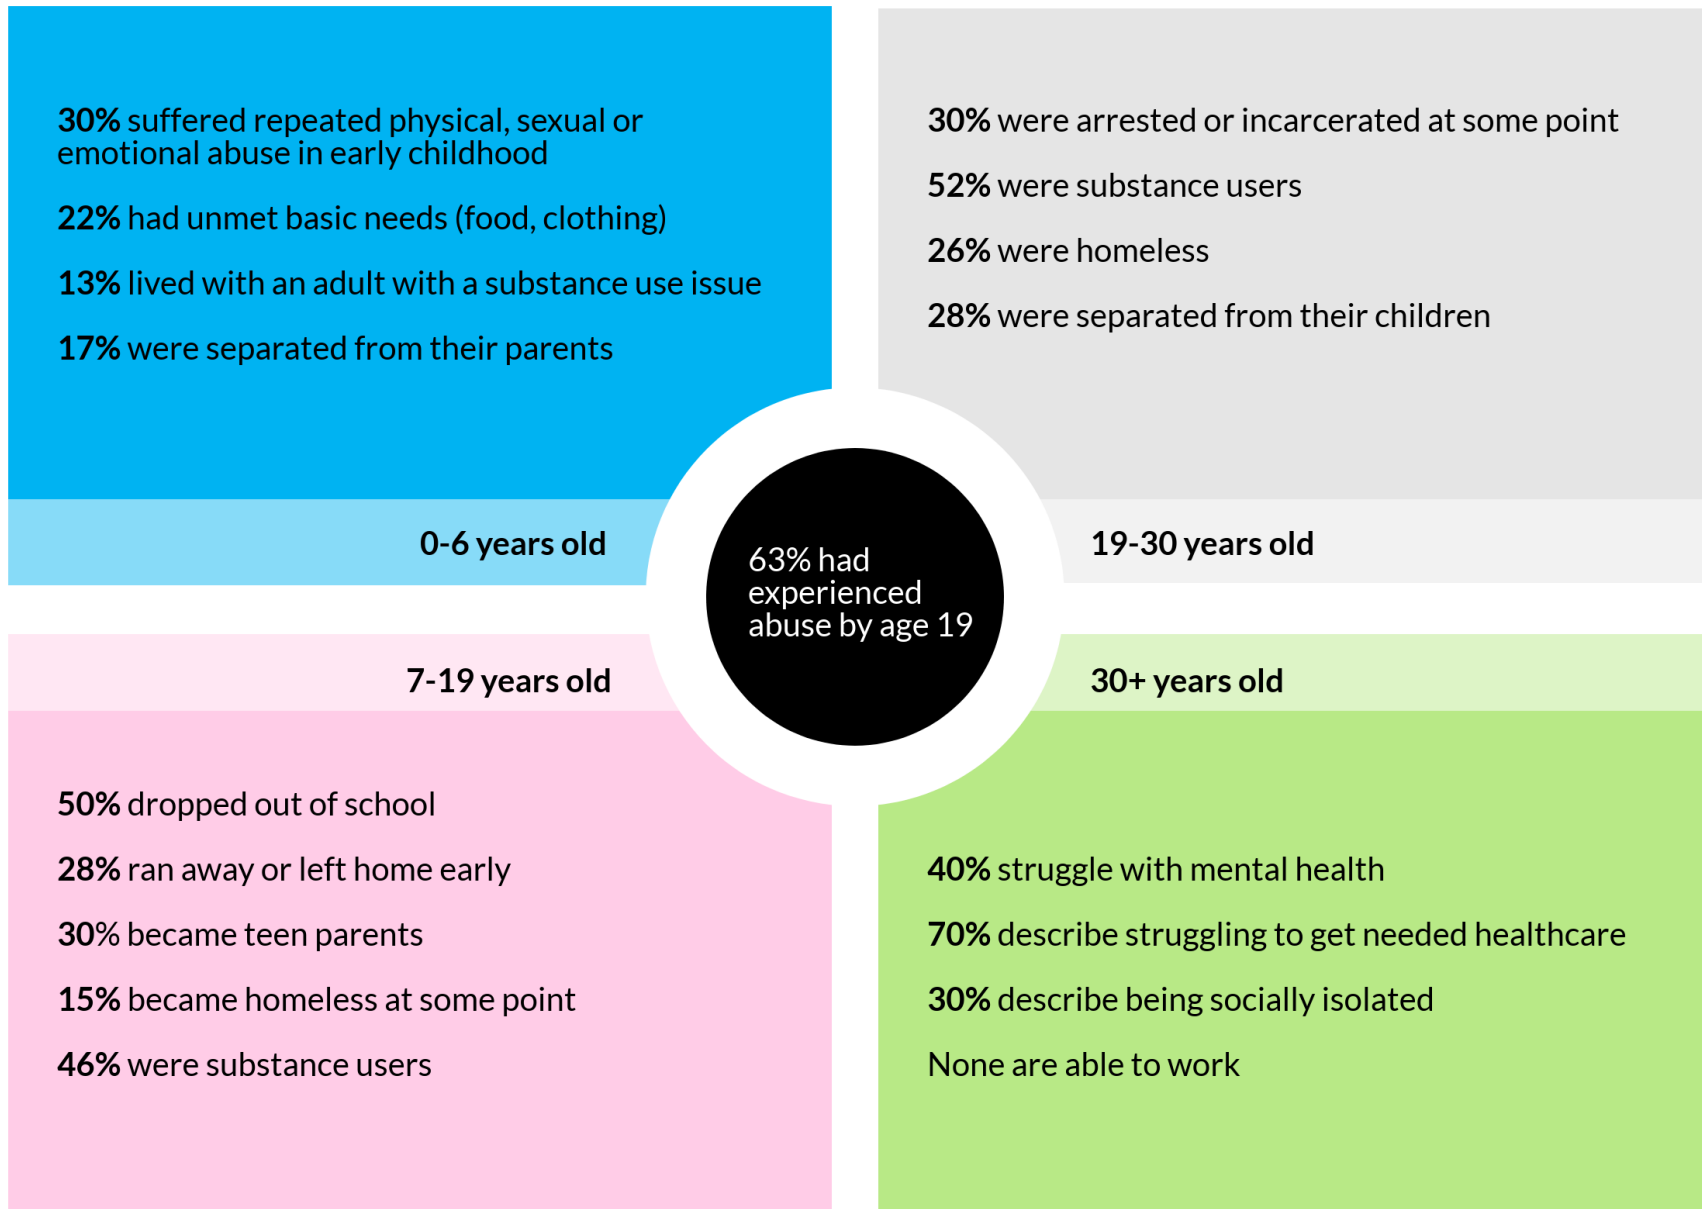 30% suffered repeated physical, sexual or
emotional abuse in early childhood
22% had unmet basic needs (food, clothing)
13% lived with an adult with a substance use issue
17% were separated from their parents
0-6 years old
30% were arrested or incarcerated at some point
52% were substance users
26% were homeless
28% were separated from their children
19-30 years old
63% had
experienced
abuse by age 19
7-19 years old
50% dropped out of school
28% ran away or left home early
30% became teen parents
15% became homeless at some point
46% were substance users
30+ years old
40% struggle with mental health
70% describe struggling to get needed healthcare
30% describe being socially isolated
None are able to work